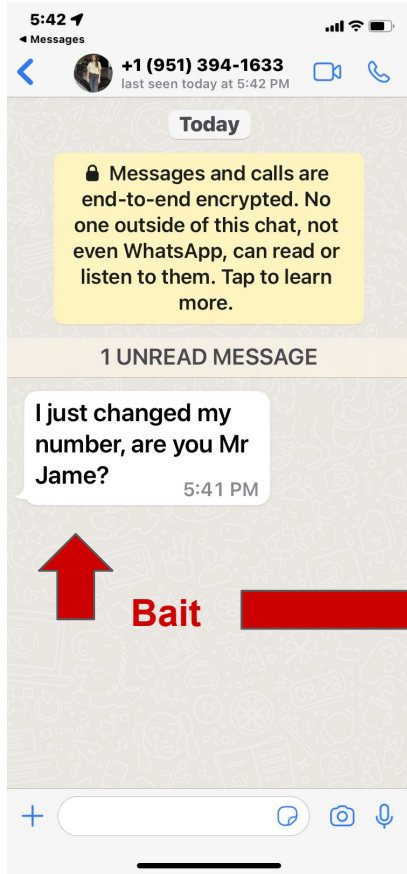 5:42
◄ Messages
+1 (951) 394-1633
last seen today at 5:42 PM
Today
Messages and calls are
end-to-end encrypted. No
one outside of this chat, not
even WhatsApp, can read or
listen to them. Tap to learn
more.
1 UNREAD MESSAGE
I just changed my
number, are you Mr
Jame?
5:41 PM
Bait